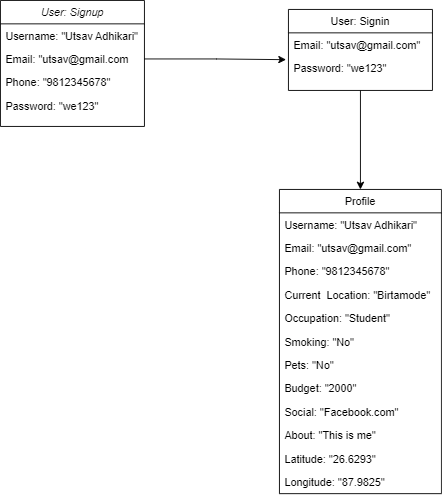 User: Signup
Username: "Utsav Adhikari"
Email: "utsav@gmail.com
Phone: "9812345678"
Password: "we123"
User: Signin
Email: "utsav@gmail.com"
Password: "we123"
Profile
Username: "Utsav Adhikari"
Email: "utsav@gmail.com"
Phone: "9812345678"
Current Location: "Birtamode"
Occupation: "Student"
Smoking: "No"
Pets: "No"
Budget: "2000"
Social: "Facebook.com"
About: "This is me"
Latitude: "26.6293"
Longitude: "87.9825"